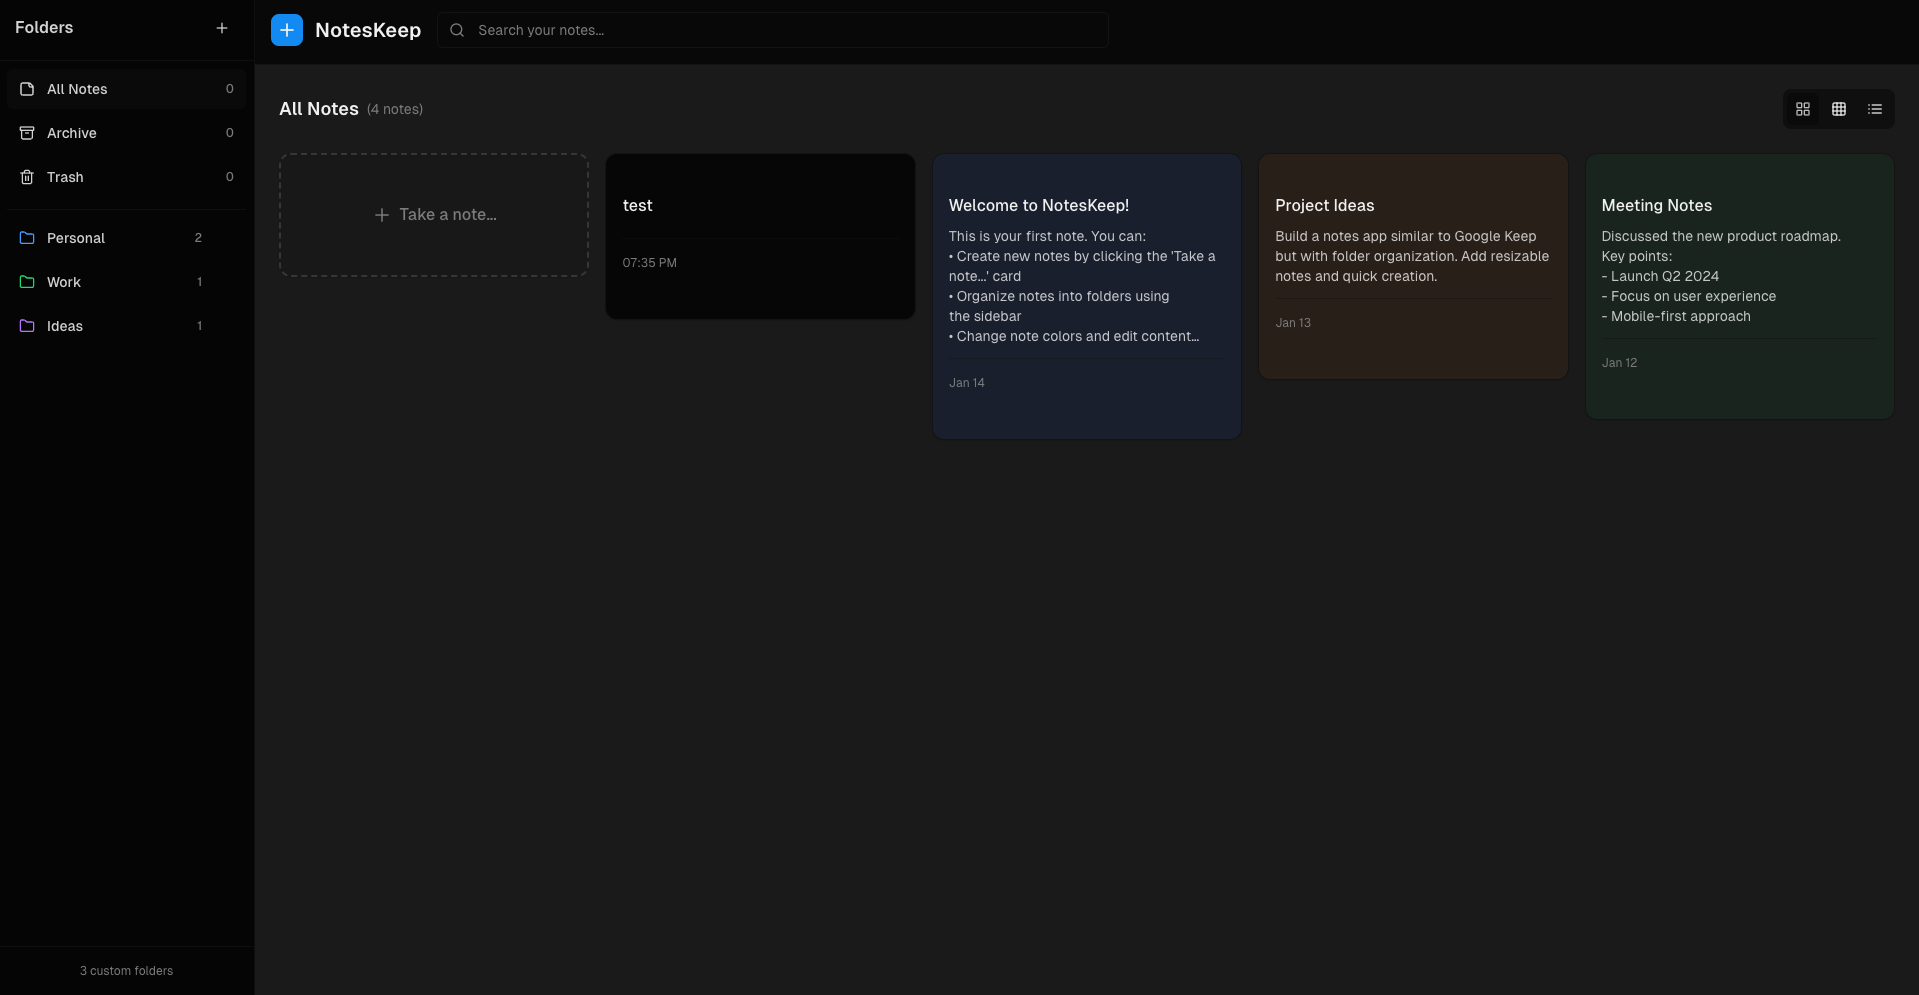 Folders
All Notes 0
Archive 0
Trash 0
Personal 2
Work 1
Ideas 1
3 custom folders
NotesKeep
Search your notes...
All Notes (4 notes)
Take a note...
test
07:35 PM
Welcome to NotesKeep!
This is your first note. You can:
• Create new notes by clicking the 'Take a
note...' card
• Organize notes into folders using
the sidebar
• Change note colors and edit content...
Jan 14
Project Ideas
Build a notes app similar to Google Keep
but with folder organization. Add resizable
notes and quick creation.
Jan 13
Meeting Notes
Discussed the new product roadmap.
Key points:
- Launch Q2 2024
- Focus on user experience
- Mobile-first approach
Jan 12